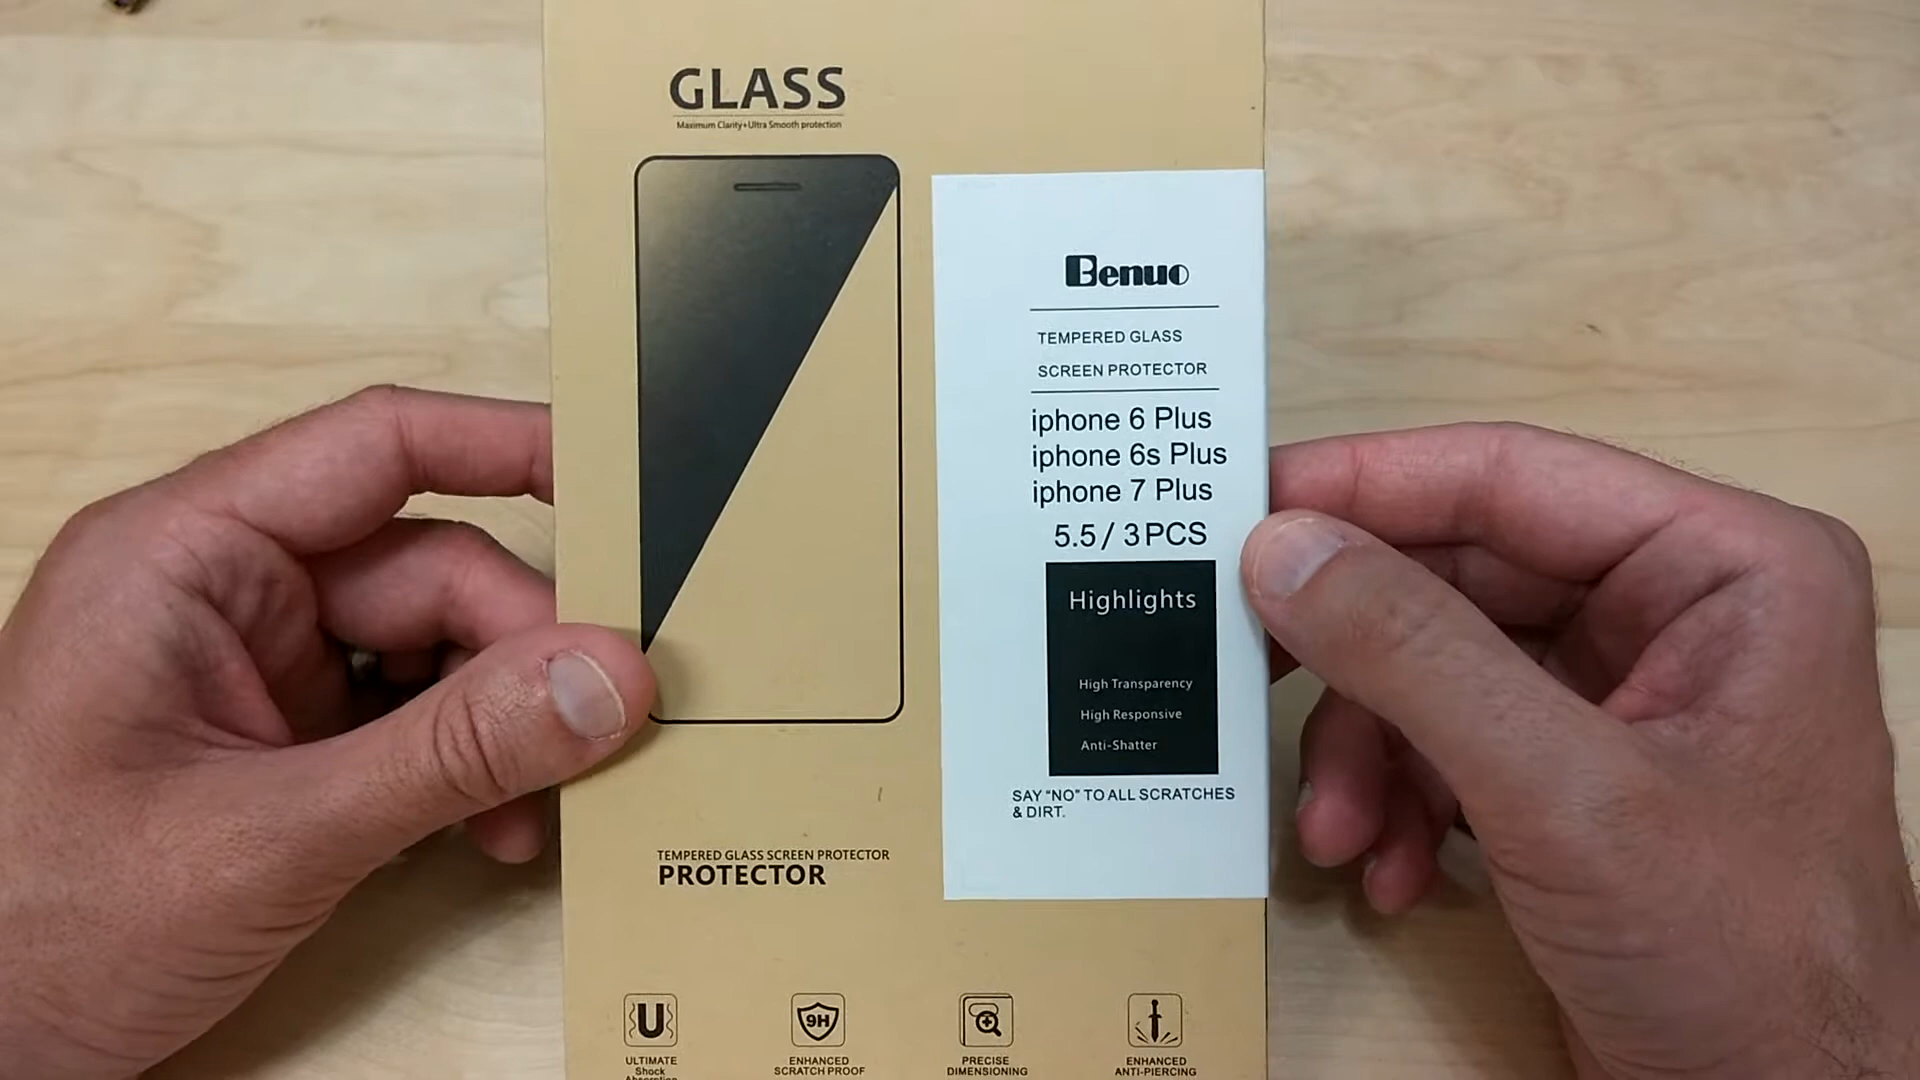 GLASS
Maximum Clarity+Ultra Smooth protection
Benuo
TEMPERED GLASS
SCREEN PROTECTOR
iphone 6 Plus
iphone 6s Plus
iphone 7 Plus
5.5/ 3PCS
Highlights
High Transparency
High Responsive
Anti-Shatter
SAY “NO” TO ALL SCRATCHES
& DIRT.
TEMPERED GLASS SCREEN PROTECTOR
PROTECTOR
U
9H
ULTIMATE
Shock
Absorption
ENHANCED
SCRATCH PROOF
PRECISE
DIMENSIONING
ENHANCED
ANTI-PIERCING